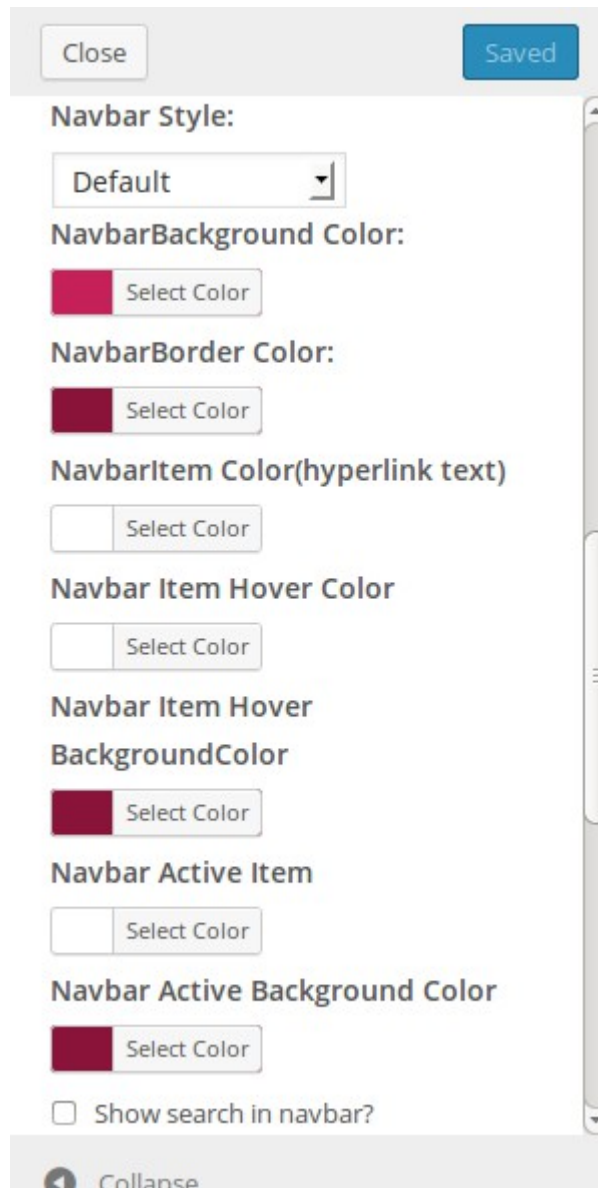 Close
Saved
Navbar Style:
Default
NavbarBackground Color:
Select Color
NavbarBorder Color:
Select Color
NavbarItem Color(hyperlink text)
Select Color
Navbar Item Hover Color
Select Color
Navbar Item Hover
BackgroundColor
Select Color
Navbar Active Item
Select Color
Navbar Active Background Color
Select Color
Show search in navbar?
Collapse